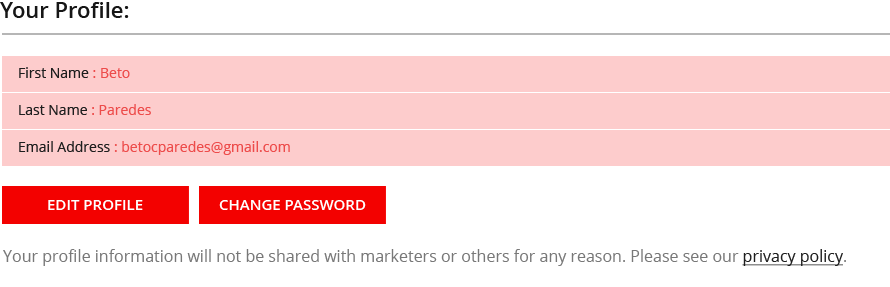 Your Profile:
First Name : Beto
Last Name : Paredes
Email Address : betocparedes@gmail.com
EDIT PROFILE CHANGE PASSWORD
Your profile information will not be shared with marketers or others for any reason. Please see our privacy policy.